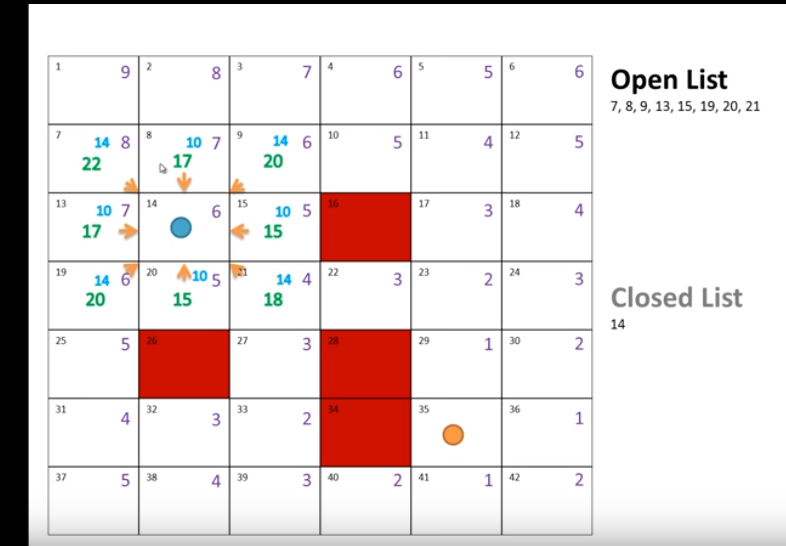 1 9 2 8 3 7 4 6 5 5 6 6
Open List
7, 8, 9, 13, 15, 19, 20, 21
7 14 8 8 10 7 9 14 6 10 5 11 4 12 5
22 17 20
13 10 7 14 6 15 10 5 16 17 3 18 4
17 15
19 14 6 20 10 5 21 14 4 22 3 23 2 24 3
20 15 18
Closed List
14
25 5 26 27 3 28 29 1 30 2
31 4 32 3 33 2 34 35 36 1
37 5 38 4 39 3 40 2 41 1 42 2